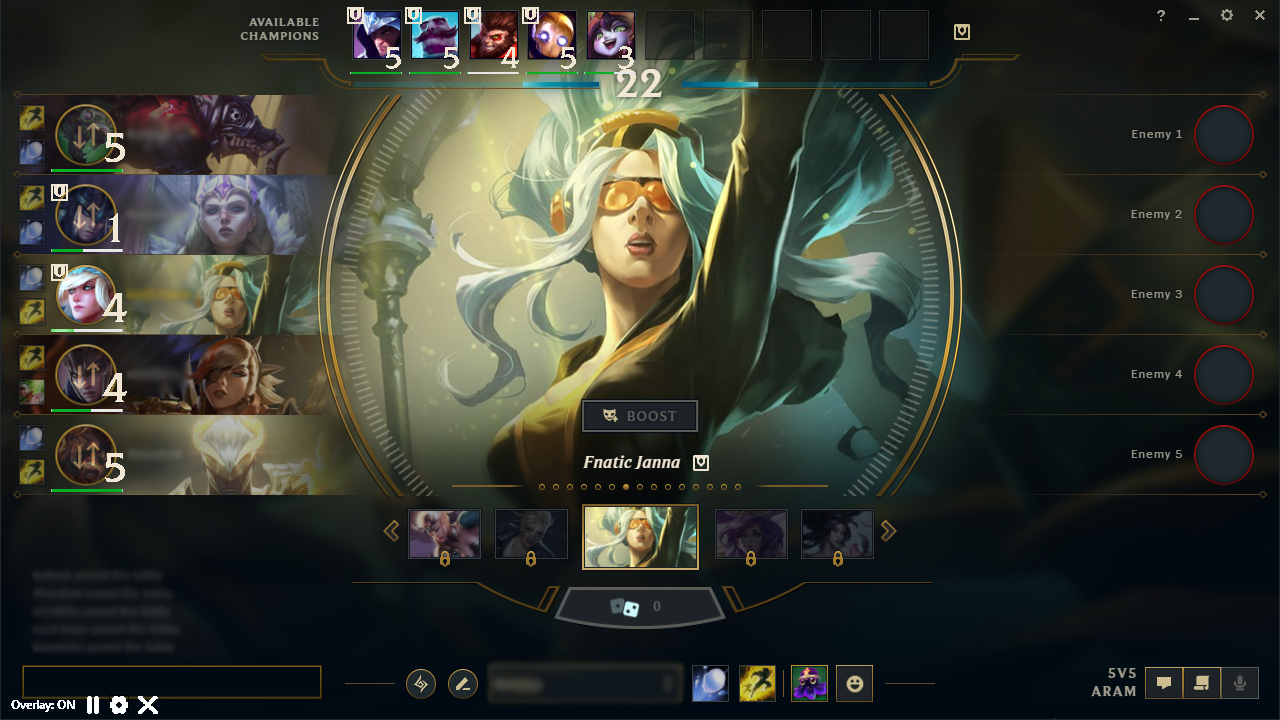 AVAILABLE
CHAMPIONS
5
5
4
5
3
?
22
5
1
4
4
5
Enemy 1
Enemy 2
Enemy 3
Enemy 4
Enemy 5
BOOST
Fnatic Janna
0
5V5
ARAM
Overlay: ON